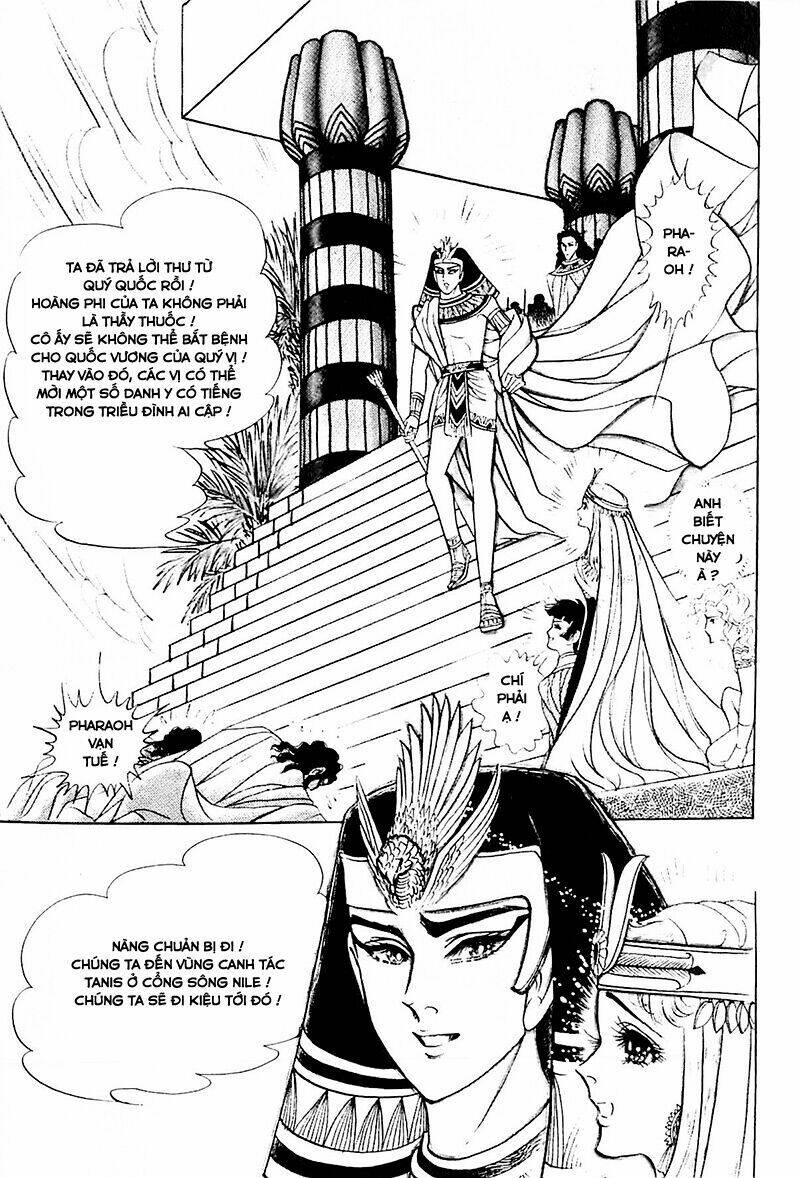 PHA-
RA-
OH !
TA ĐÃ TRẢ LỜI THƯ TỪ
QUÝ QUỐC RỒI !
HOÀNG PHI CỦA TA KHÔNG PHẢI
LÀ THẦY THUỐC !
CÔ ẤY SẼ KHÔNG THỂ BẮT BỆNH
CHO QUỐC VƯƠNG CỦA QUÝ VỊ !
THAY VÀO ĐÓ, CÁC VỊ CÓ THỂ
MỜI MỘT SỐ DANH Y CÓ TIẾNG
TRONG TRIỀU ĐÌNH AI CẬP !
ANH
BIẾT
CHUYỆN
NÀY
À ?
CHÍ
PHẢI
Ạ !
PHARAOH
VẠN
TUẾ !
NÀNG CHUẨN BỊ ĐI !
CHÚNG TA ĐẾN VÙNG CANH TÁC
TANIS Ở CỔNG SÔNG NILE !
CHÚNG TA SẼ ĐI KIỆU TỚI ĐÓ !